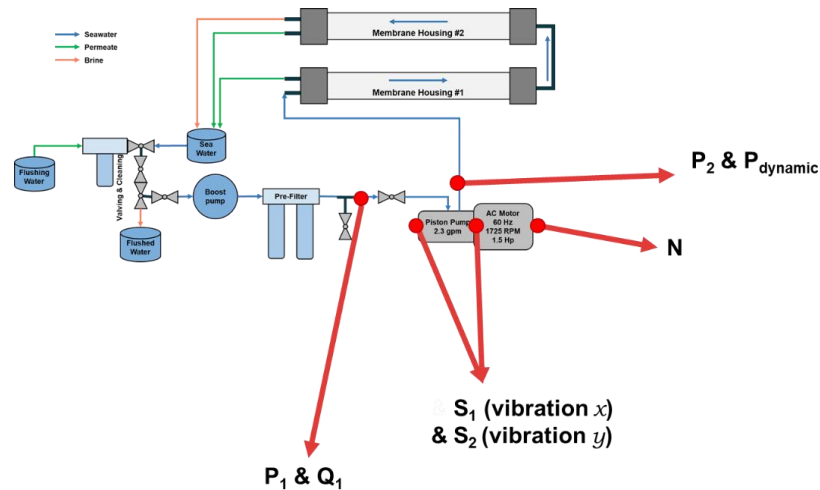 Seawater
Permeate
Brine
Membrane Housing #2
Membrane Housing #1
Sea
Water
Flushing
Water
Valving & Cleaning
Boost
pump
Pre-Filter
Flushed
Water
Piston Pump
2.3 gpm
AC Motor
60 Hz
1725 RPM
1.5 Hp
P₂ & P_dynamic
N
& S₁ (vibration x)
& S₂ (vibration y)
P₁ & Q₁